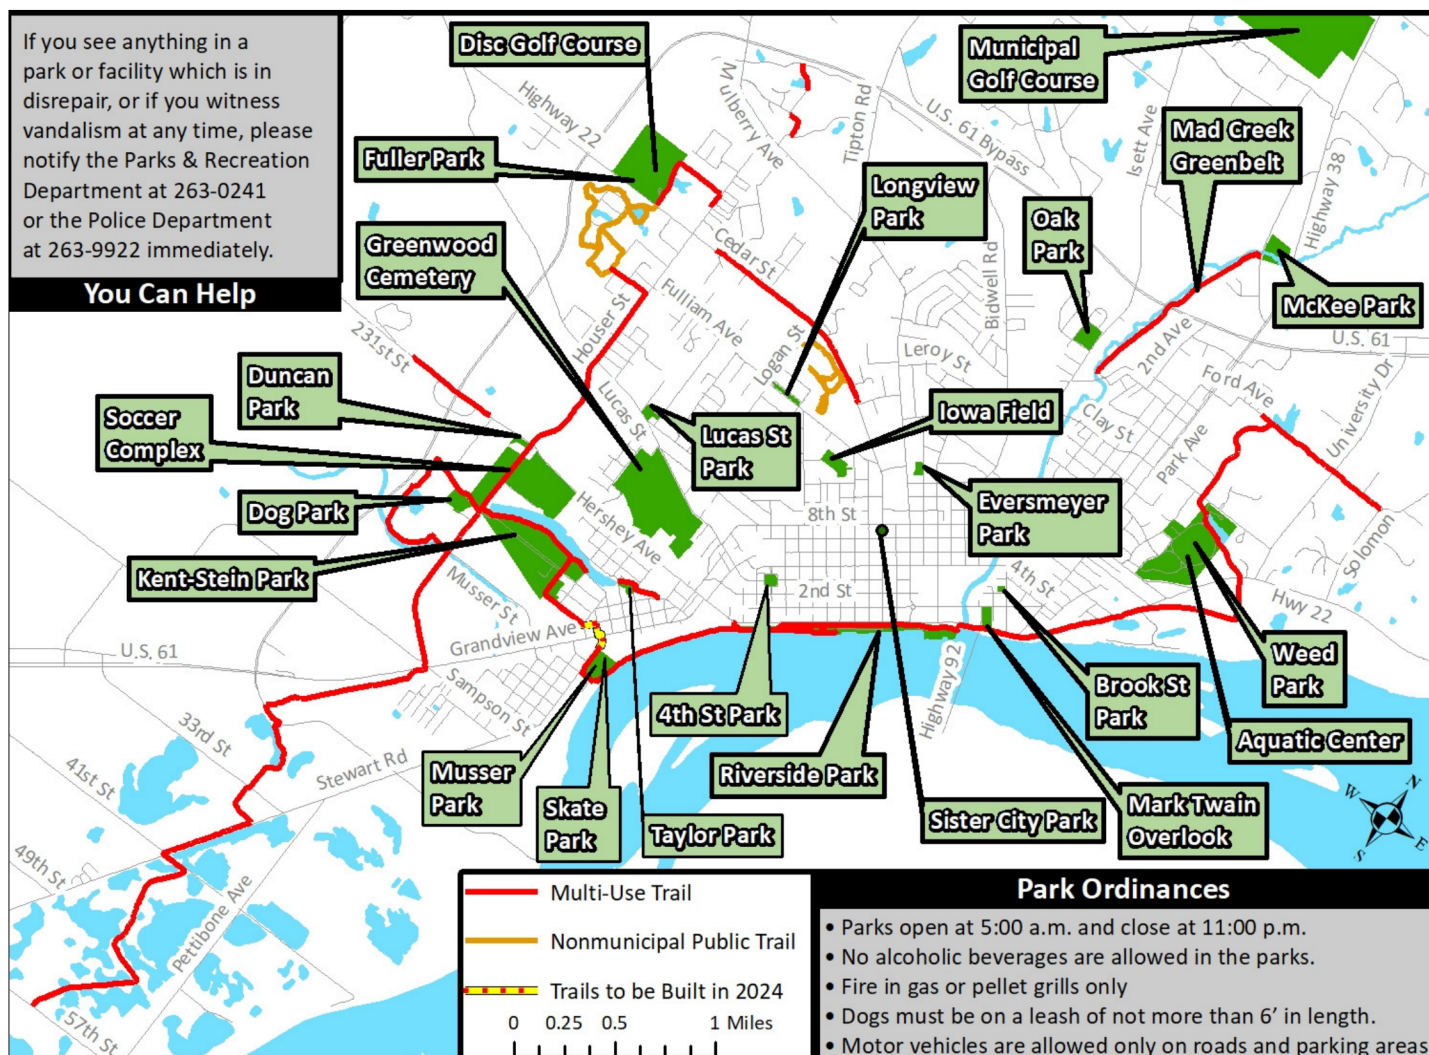 If you see anything in a
park or facility which is in
disrepair, or if you witness
vandalism at any time, please
notify the Parks & Recreation
Department at 263-0241
or the Police Department
at 263-9922 immediately.
You Can Help
Disc Golf Course
Municipal
Golf Course
Highway 22
Mulberry Ave
Tipton Rd
U.S. 61 Bypass
Isett Ave
Mad Creek
Greenbelt
Highway 38
Fuller Park
Longview
Park
Oak
Park
Greenwood
Cemetery
Cedar St
Bidwell Rd
McKee Park
Fulliam Ave
Houser St
231st St
Logan St
Leroy St
2nd Ave
U.S. 61
Ford Ave
University Dr
Duncan
Park
Lucas St
Soccer
Complex
Lucas St
Park
Iowa Field
Clay St
Park Ave
Dog Park
Hershey Ave
8th St
Eversmeyer
Park
Solomon
Kent-Stein Park
Musser St
2nd St
4th St
Hwy 22
Grandview Ave
U.S. 61
Sampson St
Highway 92
Weed
Park
Brook St
Park
4th St Park
33rd St
41st St
Stewart Rd
Musser
Park
Riverside Park
Aquatic Center
Skate
Park
Taylor Park
Sister City Park
Mark Twain
Overlook
N
W
E
S
49th St
Pettibone Ave
57th St
Multi-Use Trail
Nonmunicipal Public Trail
Trails to be Built in 2024
0 0.25 0.5 1 Miles
Park Ordinances
• Parks open at 5:00 a.m. and close at 11:00 p.m.
• No alcoholic beverages are allowed in the parks.
• Fire in gas or pellet grills only
• Dogs must be on a leash of not more than 6’ in length.
• Motor vehicles are allowed only on roads and parking areas